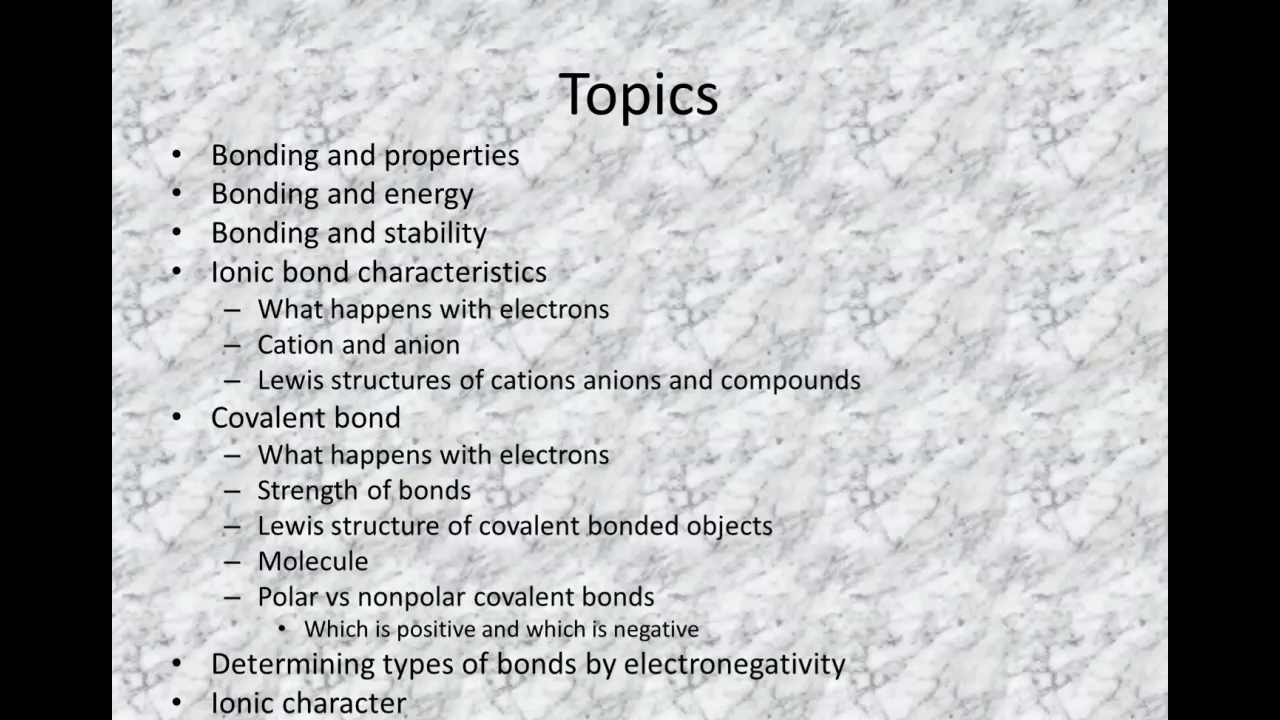 Topics
• Bonding and properties
• Bonding and energy
• Bonding and stability
• Ionic bond characteristics
– What happens with electrons
– Cation and anion
– Lewis structures of cations anions and compounds
• Covalent bond
– What happens with electrons
– Strength of bonds
– Lewis structure of covalent bonded objects
– Molecule
– Polar vs nonpolar covalent bonds
• Which is positive and which is negative
• Determining types of bonds by electronegativity
• Ionic character